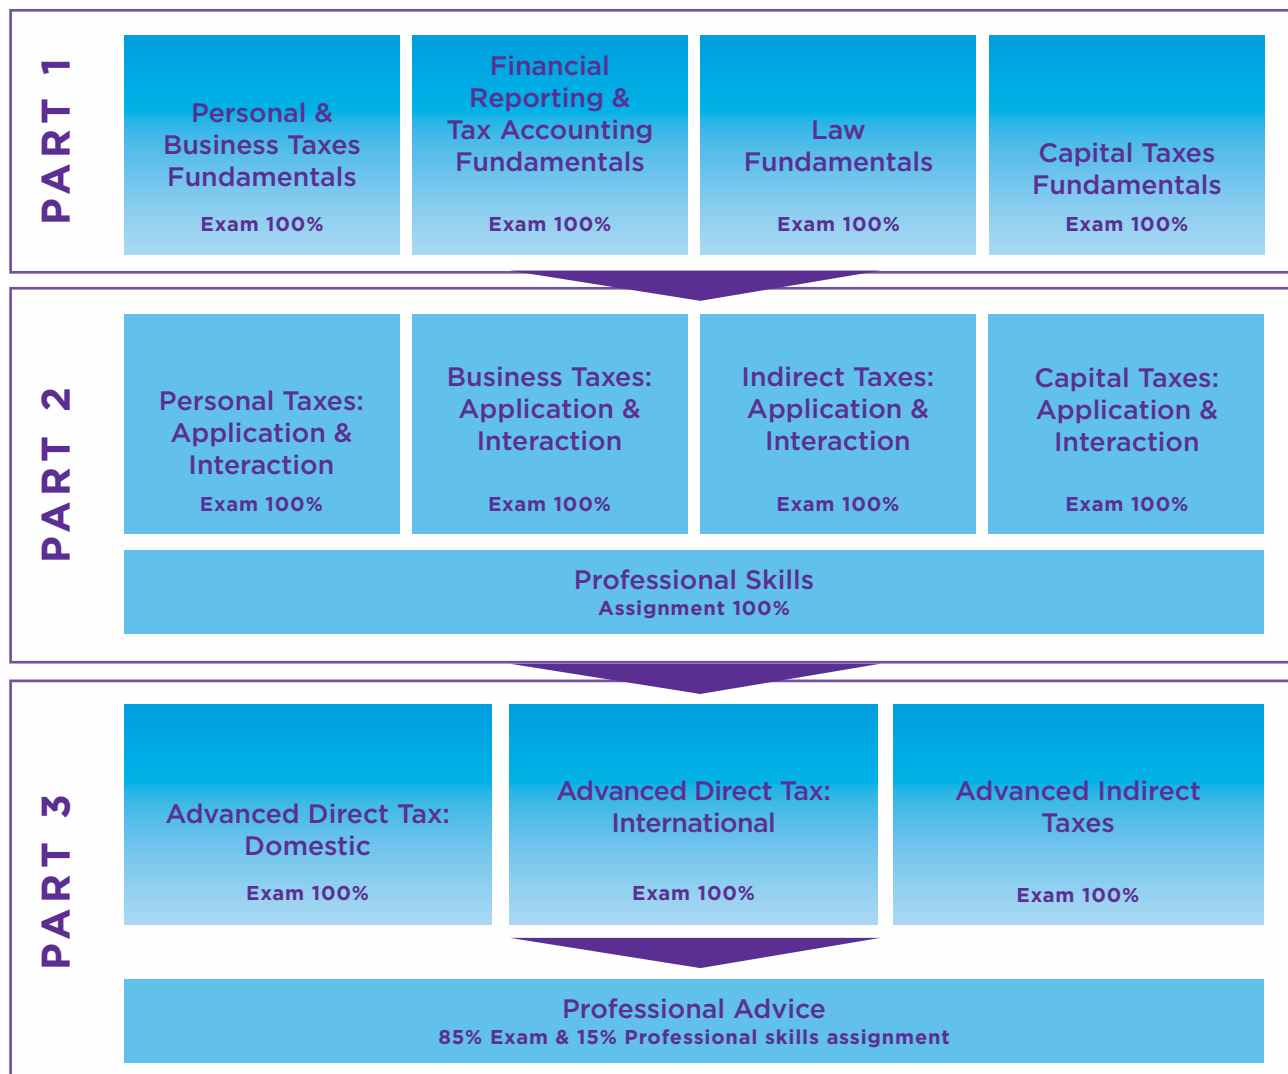 PART 1
Personal &
Business Taxes
Fundamentals
Exam 100%
Financial
Reporting &
Tax Accounting
Fundamentals
Exam 100%
Law
Fundamentals
Exam 100%
Capital Taxes
Fundamentals
Exam 100%
PART 2
Personal Taxes:
Application &
Interaction
Exam 100%
Business Taxes:
Application &
Interaction
Exam 100%
Indirect Taxes:
Application &
Interaction
Exam 100%
Capital Taxes:
Application &
Interaction
Exam 100%
Professional Skills
Assignment 100%
PART 3
Advanced Direct Tax:
Domestic
Exam 100%
Advanced Direct Tax:
International
Exam 100%
Advanced Indirect
Taxes
Exam 100%
Professional Advice
85% Exam & 15% Professional skills assignment